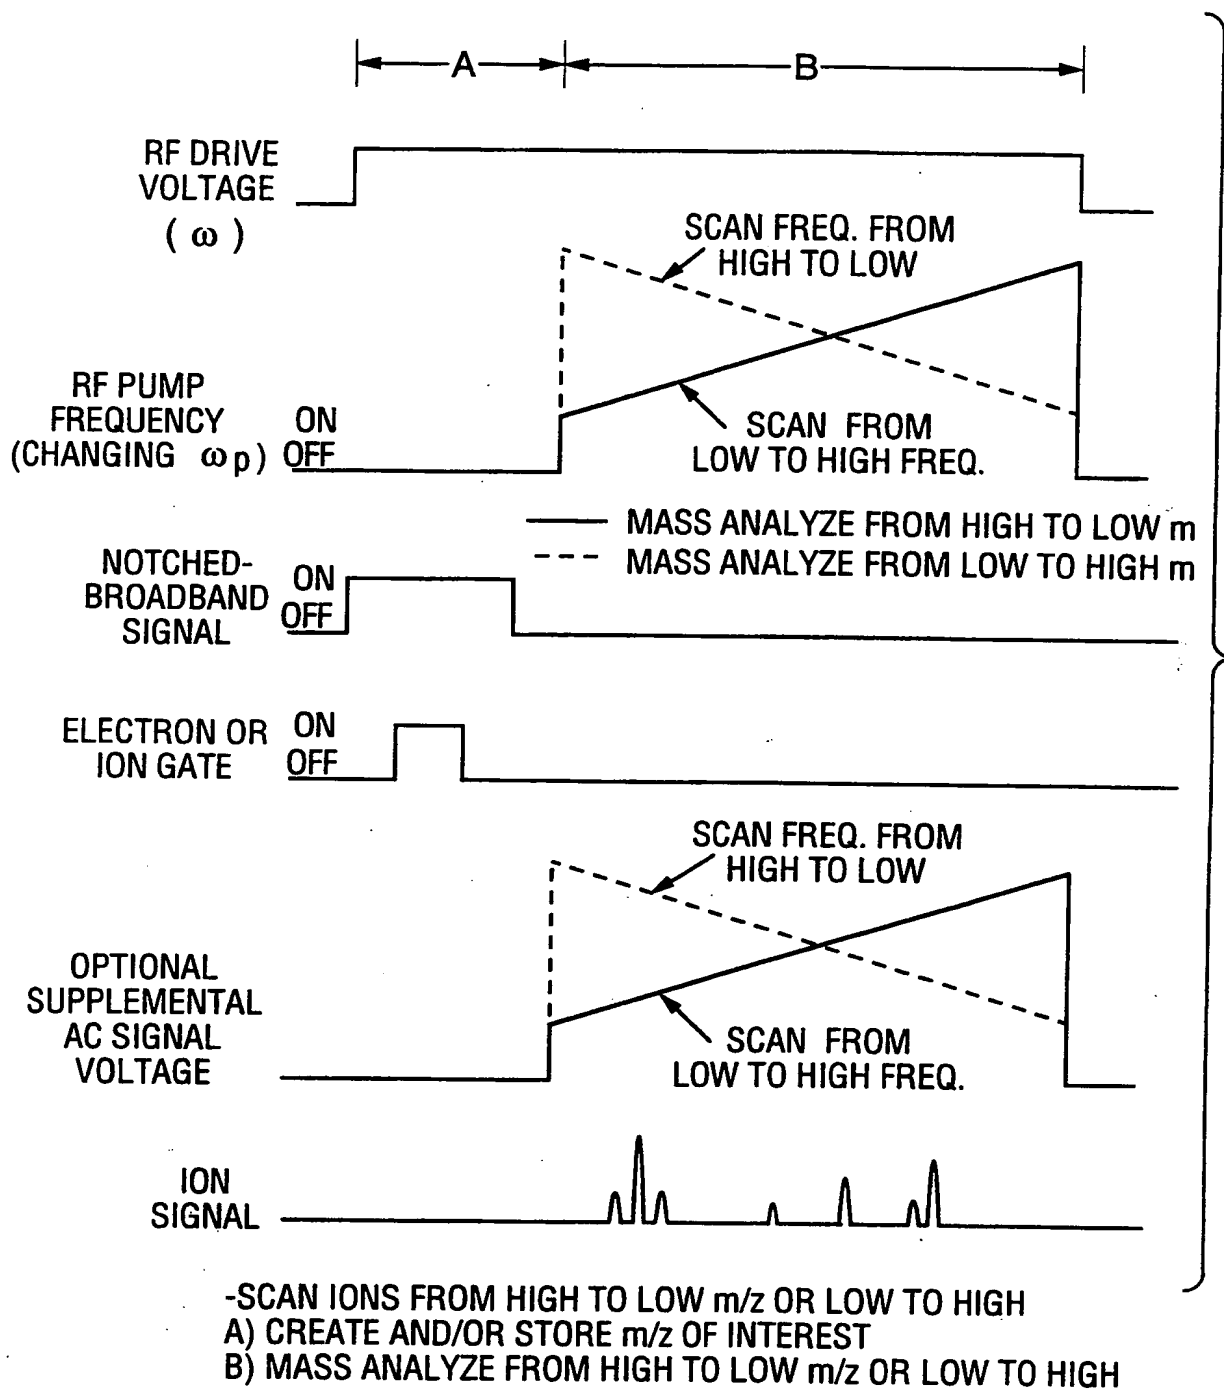 A
B
RF DRIVE
VOLTAGE
( ω )
SCAN FREQ. FROM
HIGH TO LOW
RF PUMP
FREQUENCY
(CHANGING ωp)
ON
OFF
SCAN FROM
LOW TO HIGH FREQ.
MASS ANALYZE FROM HIGH TO LOW m
MASS ANALYZE FROM LOW TO HIGH m
NOTCHED-
BROADBAND
SIGNAL
ON
OFF
ELECTRON OR
ION GATE
ON
OFF
SCAN FREQ. FROM
HIGH TO LOW
OPTIONAL
SUPPLEMENTAL
AC SIGNAL
VOLTAGE
SCAN FROM
LOW TO HIGH FREQ.
ION
SIGNAL
-SCAN IONS FROM HIGH TO LOW m/z OR LOW TO HIGH
A) CREATE AND/OR STORE m/z OF INTEREST
B) MASS ANALYZE FROM HIGH TO LOW m/z OR LOW TO HIGH